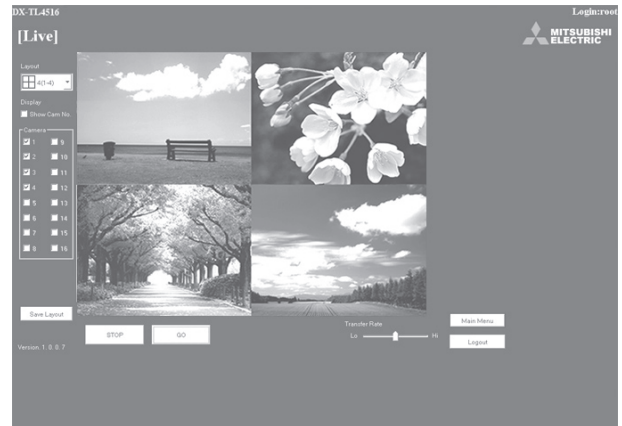 DX-TL4516
Login:root
[Live]
MITSUBISHI
ELECTRIC
Layout
4(1-4)
Display
Show Cam No.
Camera
1 9
2 10
3 11
4 12
5 13
6 14
7 15
8 16
Save Layout
STOP
GO
Transfer Rate
Lo Hi
Main Menu
Logout
Version. 1. 0. 0. 7